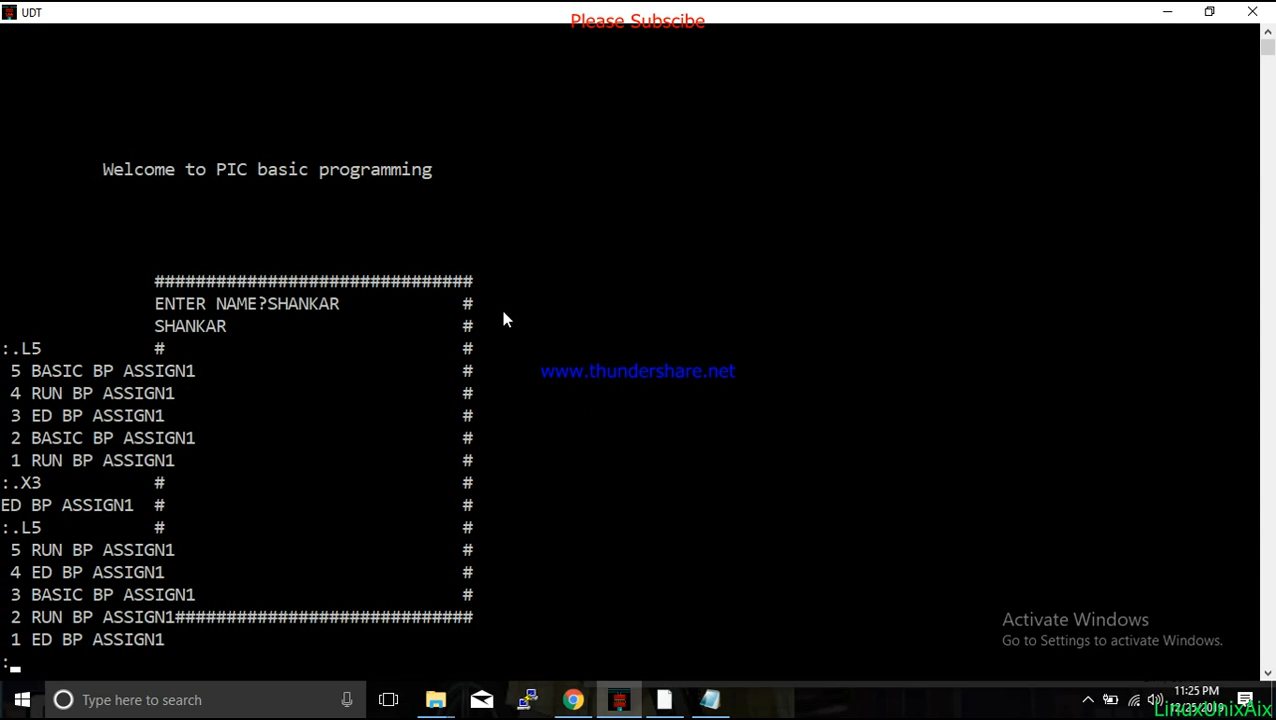 UDT
Please Subscibe
Welcome to PIC basic programming
###############################
ENTER NAME?SHANKAR #
SHANKAR #
www.thundershare.net
:.L5 # #
5 BASIC BP ASSIGN1 #
4 RUN BP ASSIGN1 #
3 ED BP ASSIGN1 #
2 BASIC BP ASSIGN1 #
1 RUN BP ASSIGN1 #
:.X3 # #
ED BP ASSIGN1 # #
:.L5 # #
5 RUN BP ASSIGN1 #
4 ED BP ASSIGN1 #
3 BASIC BP ASSIGN1 #
2 RUN BP ASSIGN1#############################
1 ED BP ASSIGN1
:
Activate Windows
Go to Settings to activate Windows.
Type here to search
11:25 PM
12/25/2019
LinuxUnixAix